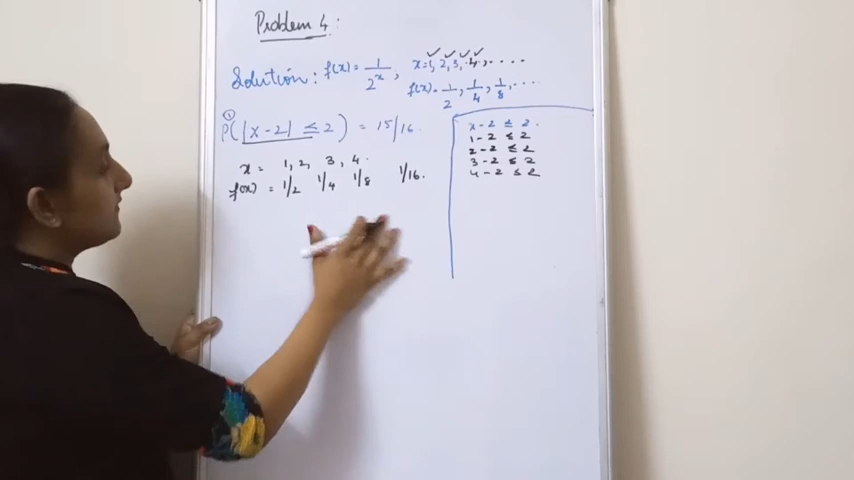 Problem 4:
Solution: f(x) = 1/2^x, x=1, 2, 3, 4, ....
f(x) = 1/2, 1/4, 1/8, ....
① P(|x-2| ≤ 2) = 15/16.
x = 1, 2, 3, 4.
f(x) = 1/2 1/4 1/8 1/16.
x - 2 ≤ 2.
1 - 2 ≤ 2
2 - 2 ≤ 2
3 - 2 ≤ 2
4 - 2 ≤ 2